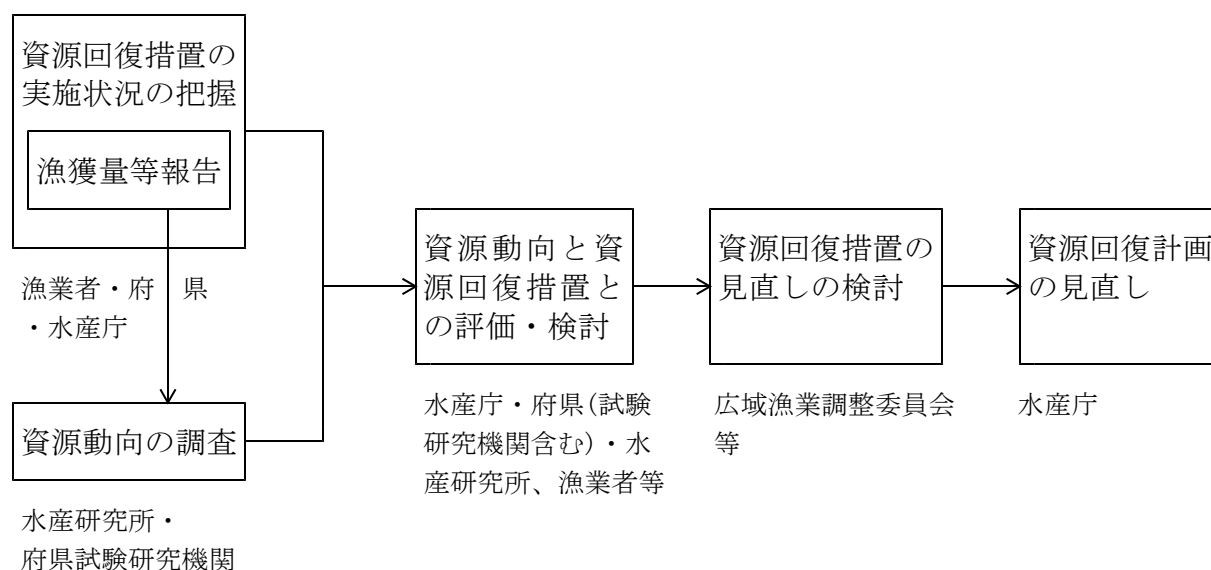 資源回復措置の
実施状況の把握
漁獲量等報告
漁業者・府 県
・水産庁
資源動向の調査
水産研究所・
府県試験研究機関
資源動向と資
源回復措置と
の評価・検討
水産庁・府県(試験
研究機関含む)・水
産研究所、漁業者等
資源回復措置の
見直しの検討
広域漁業調整委員会
等
資源回復計画
の見直し
水産庁